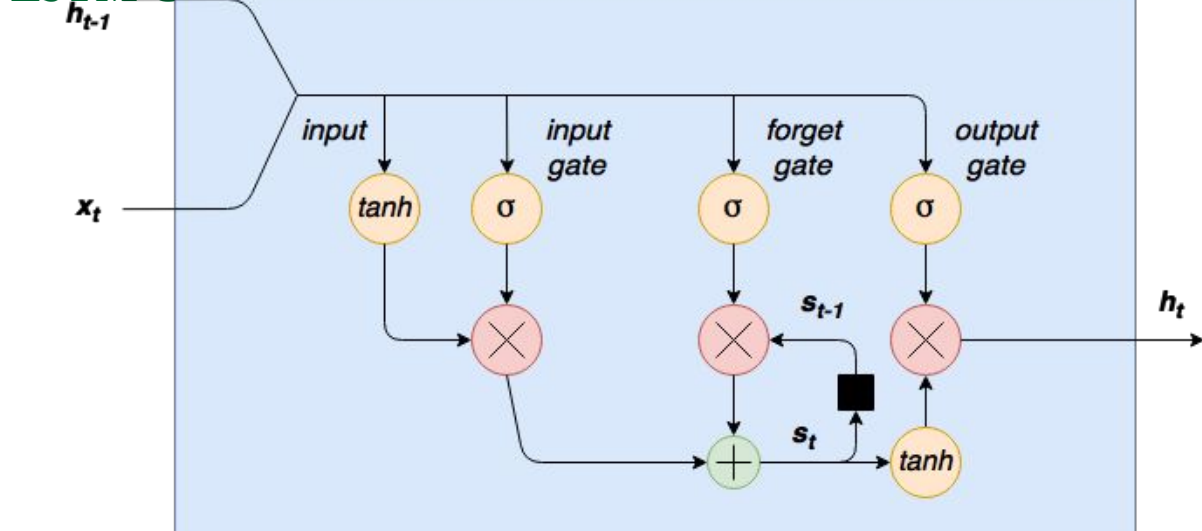 h_{t-1}
input
input
gate
forget
gate
output
gate
x_t
tanh
σ
σ
σ
s_{t-1}
h_t
s_t
tanh